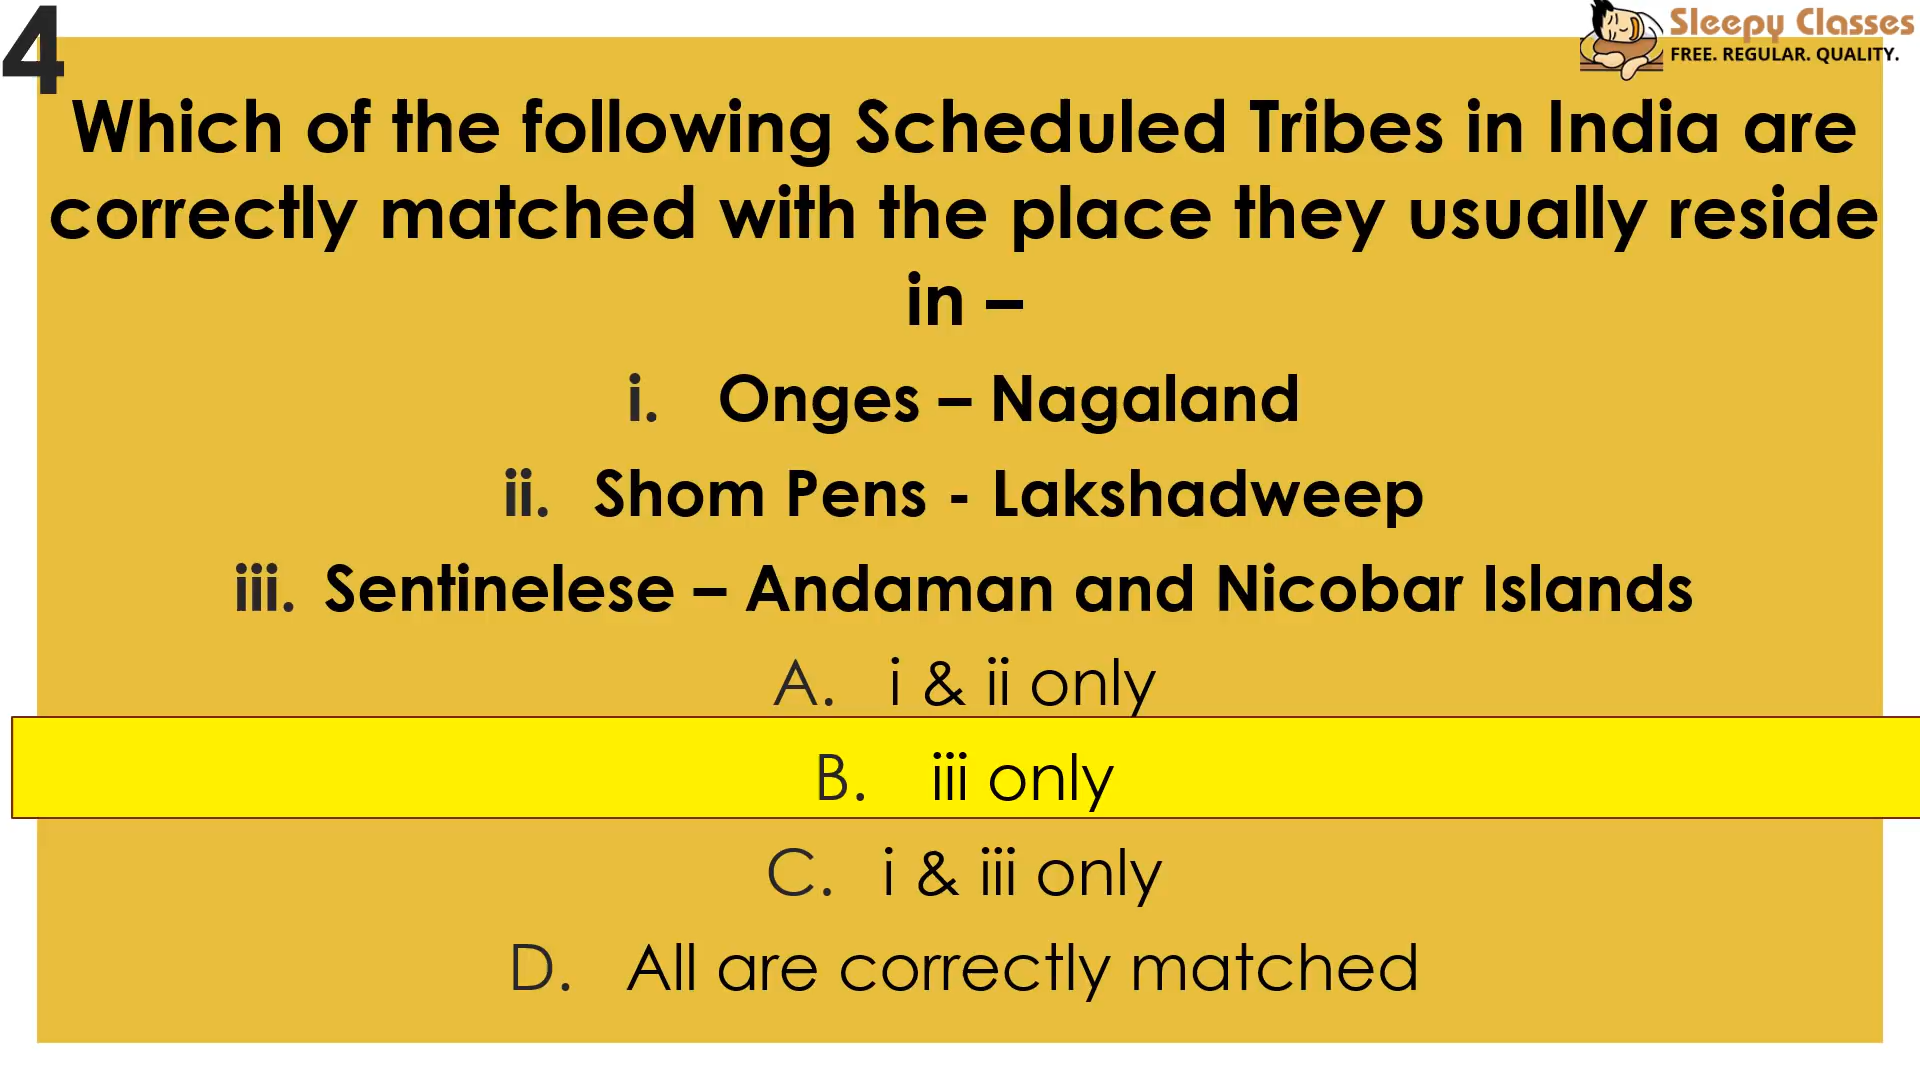 4
Sleepy Classes
FREE. REGULAR. QUALITY.
Which of the following Scheduled Tribes in India are
correctly matched with the place they usually reside
in –
i. Onges – Nagaland
ii. Shom Pens - Lakshadweep
iii. Sentinelese – Andaman and Nicobar Islands
A. i & ii only
B. iii only
C. i & iii only
D. All are correctly matched